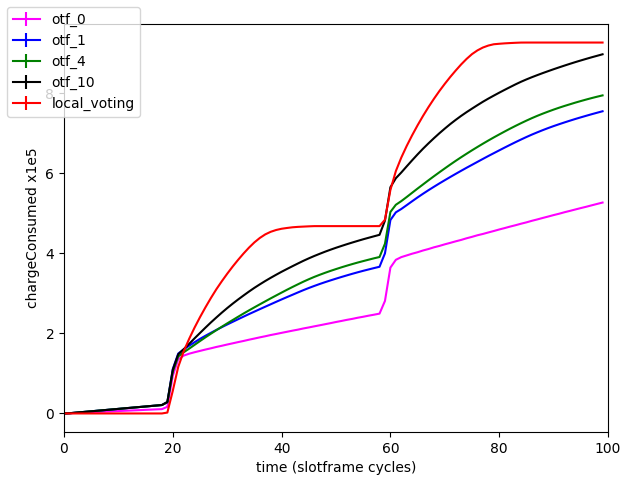 otf_0
otf_1
otf_4
otf_10
local_voting
8
6
4
2
0
chargeConsumed x1e5
0 20 40 60 80 100
time (slotframe cycles)